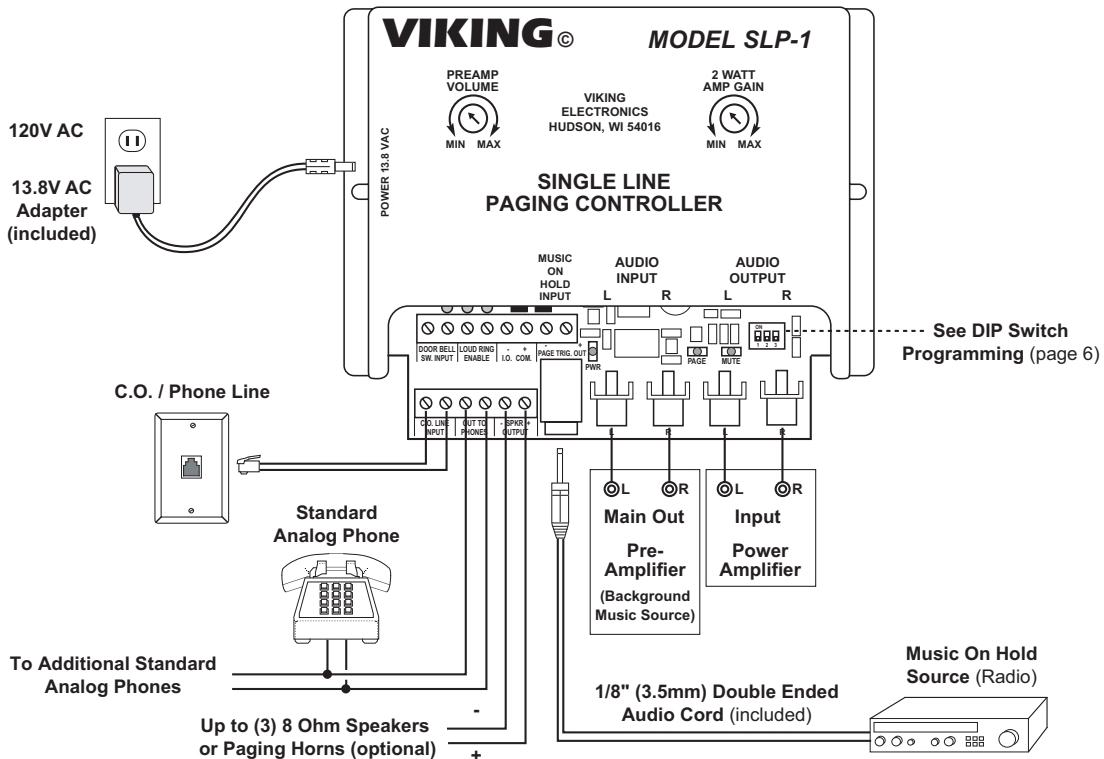 VIKING©
MODEL SLP-1
PREAMP
VOLUME
MIN MAX
VIKING
ELECTRONICS
HUDSON, WI 54016
2 WATT
AMP GAIN
MIN MAX
POWER 13.8 VAC
SINGLE LINE
PAGING CONTROLLER
120V AC
13.8V AC
Adapter
(included)
MUSIC
ON
HOLD
INPUT
AUDIO
INPUT
L R
AUDIO
OUTPUT
L R
ON
1 2 3
See DIP Switch
Programming (page 6)
DOOR BELL
SW. INPUT
LOUD RING
ENABLE
- +
I.O. COM.
- +
PAGE TRIG. OUT
PWR
PAGE
MUTE
C.O. LINE
INPUT
OUT TO
PHONES
- SPKR +
OUTPUT
L R L R
C.O. / Phone Line
Standard
Analog Phone
To Additional Standard
Analog Phones
-
Up to (3) 8 Ohm Speakers
or Paging Horns (optional)
+
L R
Main Out
Pre-
Amplifier
(Background
Music Source)
L R
Input
Power
Amplifier
1/8" (3.5mm) Double Ended
Audio Cord (included)
Music On Hold
Source (Radio)